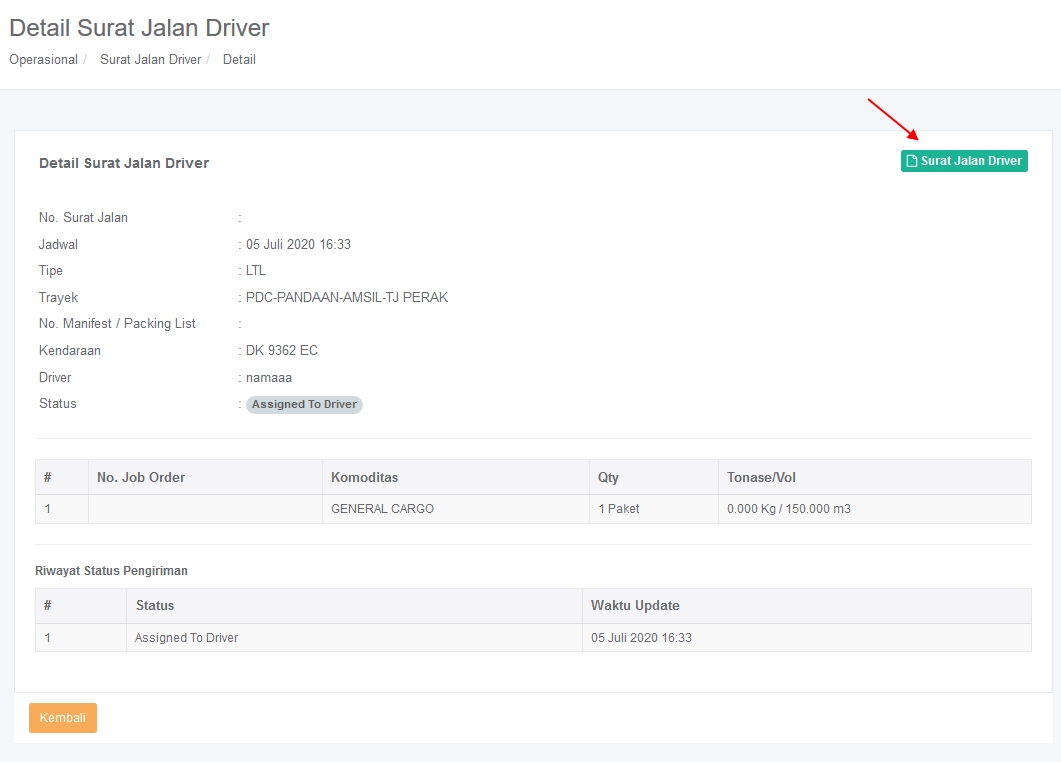 Detail Surat Jalan Driver
Operasional / Surat Jalan Driver / Detail
Detail Surat Jalan Driver
Surat Jalan Driver
No. Surat Jalan :
Jadwal : 05 Juli 2020 16:33
Tipe : LTL
Trayek : PDC-PANDAAN-AMSIL-TJ PERAK
No. Manifest / Packing List :
Kendaraan : DK 9362 EC
Driver : namaaa
Status : Assigned To Driver
# No. Job Order Komoditas Qty Tonase/Vol
1 GENERAL CARGO 1 Paket 0.000 Kg / 150.000 m3
Riwayat Status Pengiriman
# Status Waktu Update
1 Assigned To Driver 05 Juli 2020 16:33
Kembali